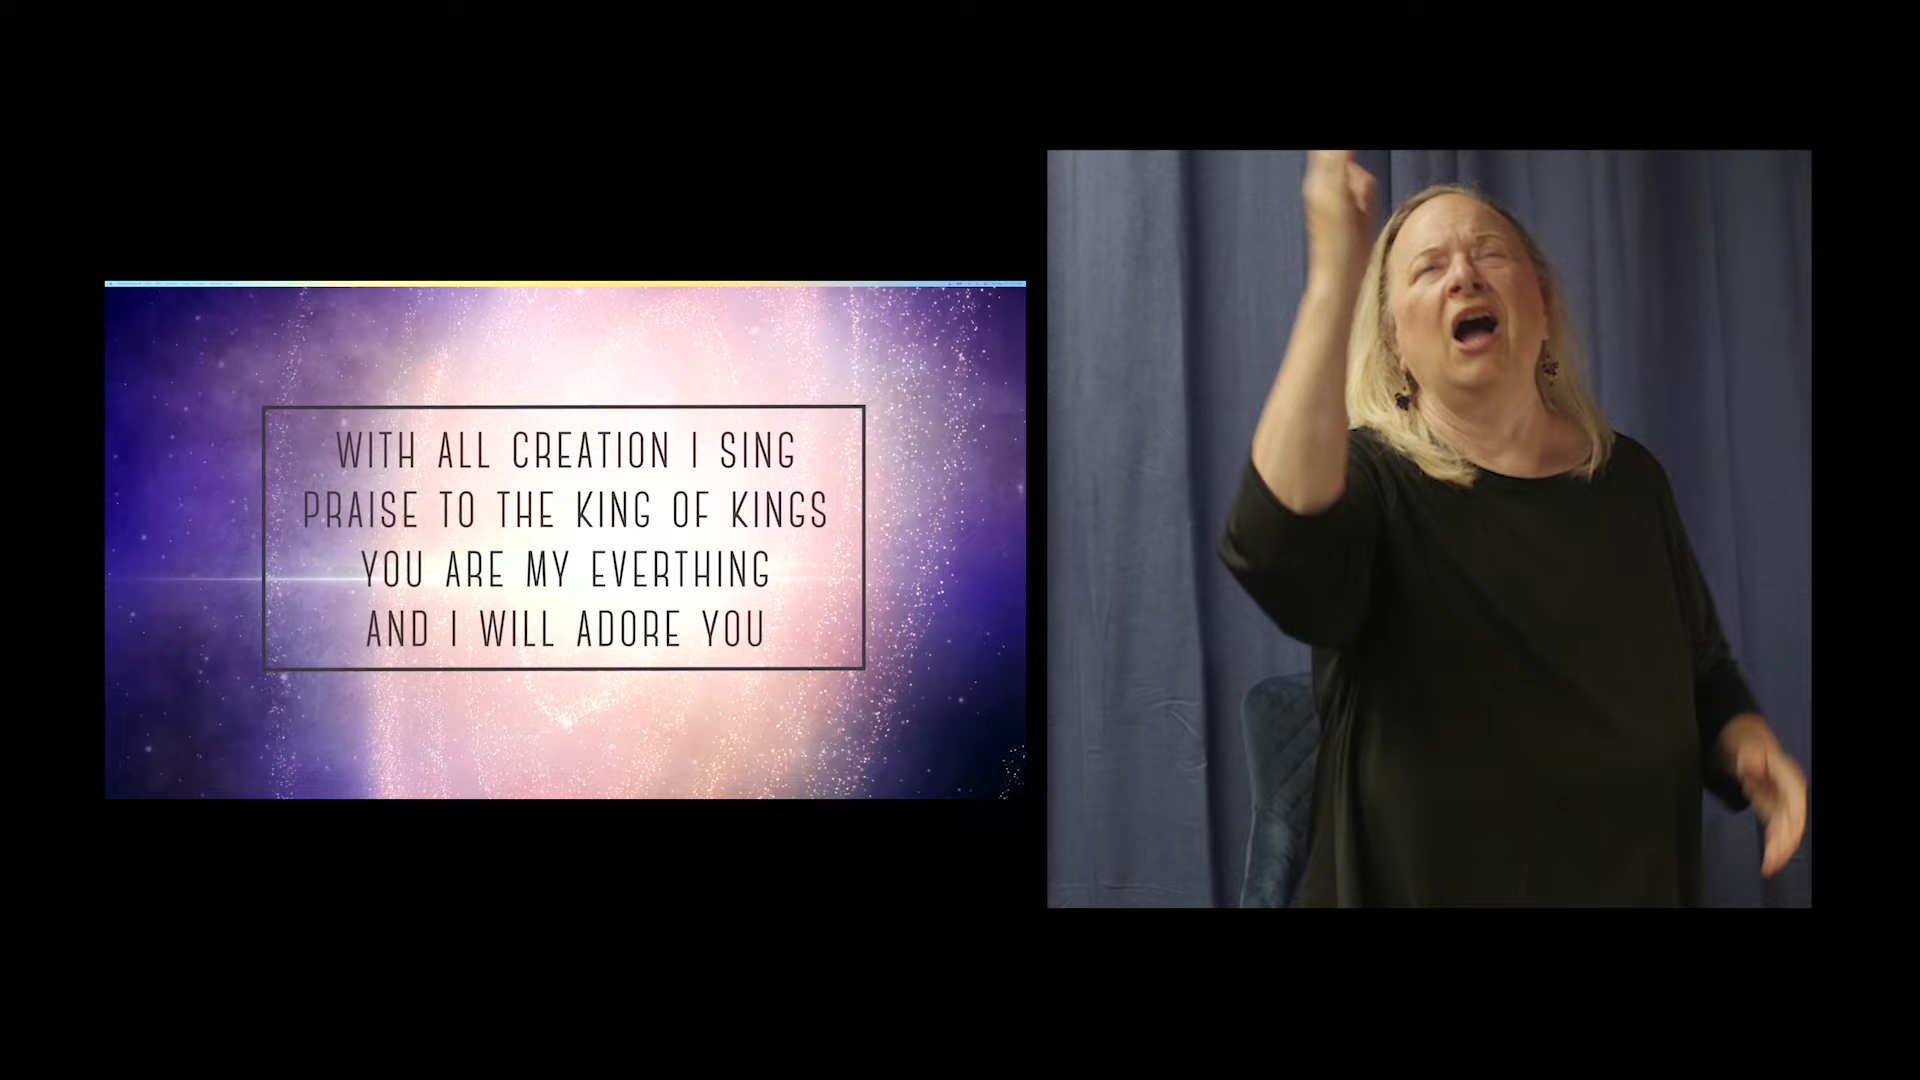 WITH ALL CREATION I SING
PRAISE TO THE KING OF KINGS
YOU ARE MY EVERTHING
AND I WILL ADORE YOU